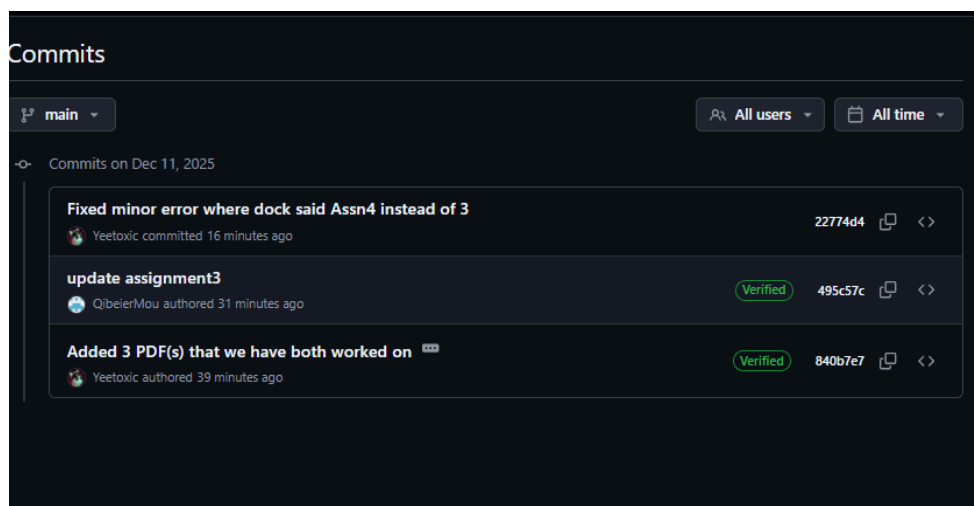 Commits
main
All users
All time
Commits on Dec 11, 2025
Fixed minor error where dock said Assn4 instead of 3
22774d4
Yeetoxic committed 16 minutes ago
update assignment3
Verified
495c57c
QibeierMou authored 31 minutes ago
Added 3 PDF(s) that we have both worked on
Verified
840b7e7
Yeetoxic authored 39 minutes ago